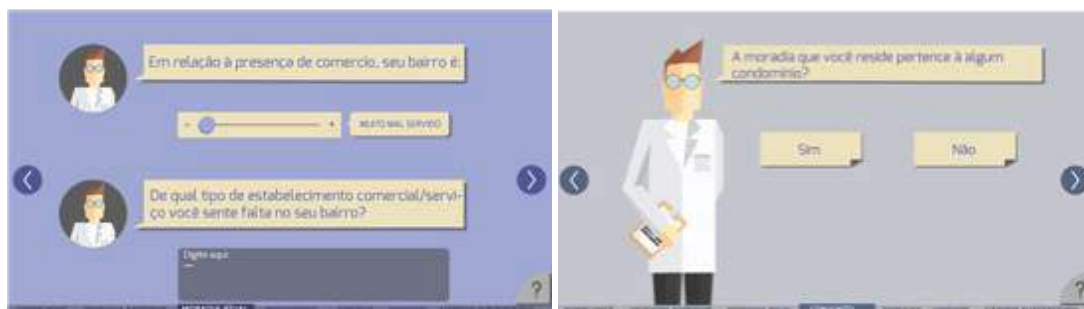 Em relação à presença de comercio, seu bairro é:
- +
MUITO MAL SERVIDO
De qual tipo de estabelecimento comercial/servi-
ço você sente falta no seu bairro?
Digite aqui:
?
A moradia que você reside pertence à algum
condomínio?
Sim
Não
?